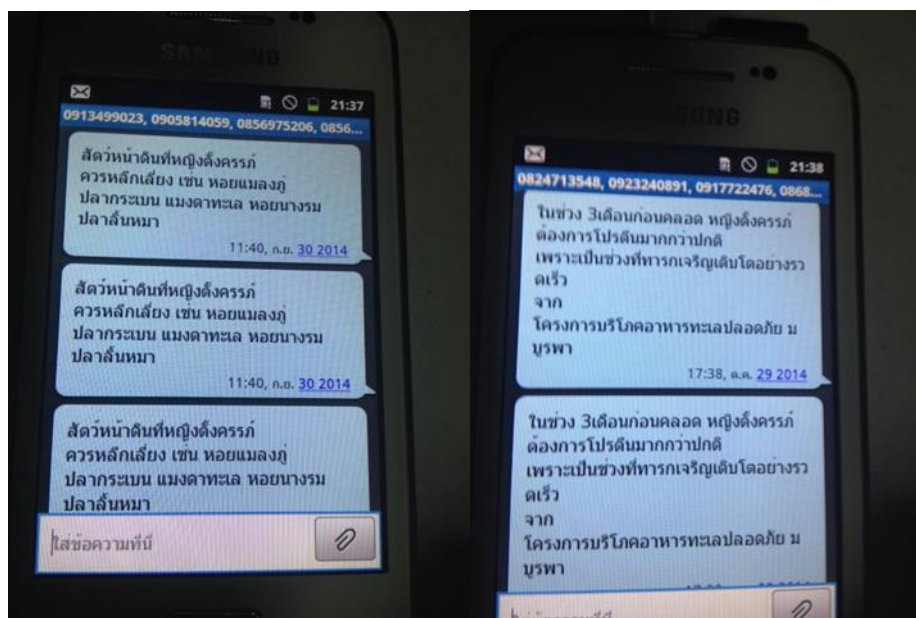 SAMSUNG
21:37
0913499023, 0905814059, 0856975206, 0856...
สัตว์หน้าดินที่หญิงตั้งครรภ์
ควรหลีกเลี่ยง เช่น หอยแมลงภู่
ปลากระเบน แมงดาทะเล หอยนางรม
ปลาลิ้นหมา
11:40, ก.ย. 30 2014
สัตว์หน้าดินที่หญิงตั้งครรภ์
ควรหลีกเลี่ยง เช่น หอยแมลงภู่
ปลากระเบน แมงดาทะเล หอยนางรม
ปลาลิ้นหมา
11:40, ก.ย. 30 2014
สัตว์หน้าดินที่หญิงตั้งครรภ์
ควรหลีกเลี่ยง เช่น หอยแมลงภู่
ปลากระเบน แมงดาทะเล หอยนางรม
ปลาลิ้นหมา
ใส่ข้อความที่นี่
SAMSUNG
21:38
0824713548, 0923240891, 0917722476, 0868...
ในช่วง 3เดือนก่อนคลอด หญิงตั้งครรภ์
ต้องการโปรตีนมากกว่าปกติ
เพราะเป็นช่วงที่ทารกเจริญเติบโตอย่างรว
ดเร็ว
จาก
โครงการบริโภคอาหารทะเลปลอดภัย ม
บูรพา
17:38, ต.ค. 29 2014
ในช่วง 3เดือนก่อนคลอด หญิงตั้งครรภ์
ต้องการโปรตีนมากกว่าปกติ
เพราะเป็นช่วงที่ทารกเจริญเติบโตอย่างรว
ดเร็ว
จาก
โครงการบริโภคอาหารทะเลปลอดภัย ม
บูรพา